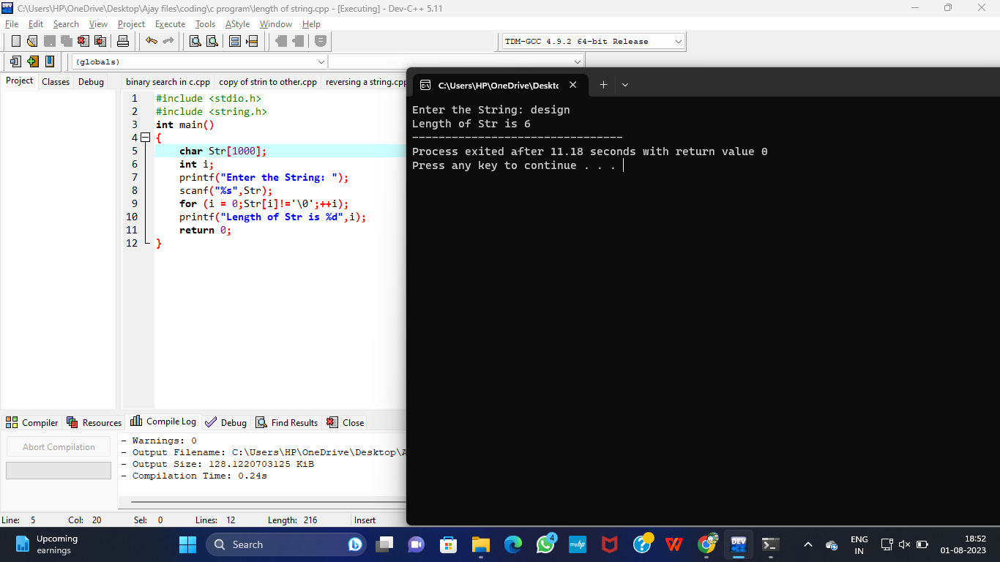 C:\Users\HP\OneDrive\Desktop\Ajay files\coding\c program\length of string.cpp - [Executing] - Dev-C++ 5.11
File Edit Search View Project Execute Tools AStyle Window Help
TDM-GCC 4.9.2 64-bit Release
(globals)
Project Classes Debug
binary search in c.cpp copy of strin to other.cpp reversing a string.cpp
1 #include <stdio.h>
2 #include <string.h>
3 int main()
4 {
5 char Str[1000];
6 int i;
7 printf("Enter the String: ");
8 scanf("%s",Str);
9 for (i = 0;Str[i]!='\0';++i);
10 printf("Length of Str is %d",i);
11 return 0;
12 }
C:\Users\HP\OneDrive\Deskto
Enter the String: design
Length of Str is 6
--------------------------------
Process exited after 11.18 seconds with return value 0
Press any key to continue . . .
Compiler Resources Compile Log Debug Find Results Close
Abort Compilation
- Warnings: 0
- Output Filename: C:\Users\HP\OneDrive\Desktop\A
- Output Size: 128.1220703125 KiB
- Compilation Time: 0.24s
Line: 5 Col: 20 Sel: 0 Lines: 12 Length: 216 Insert
Upcoming
earnings
Search
4
myhp
DEV
ENG
IN
18:52
01-08-2023